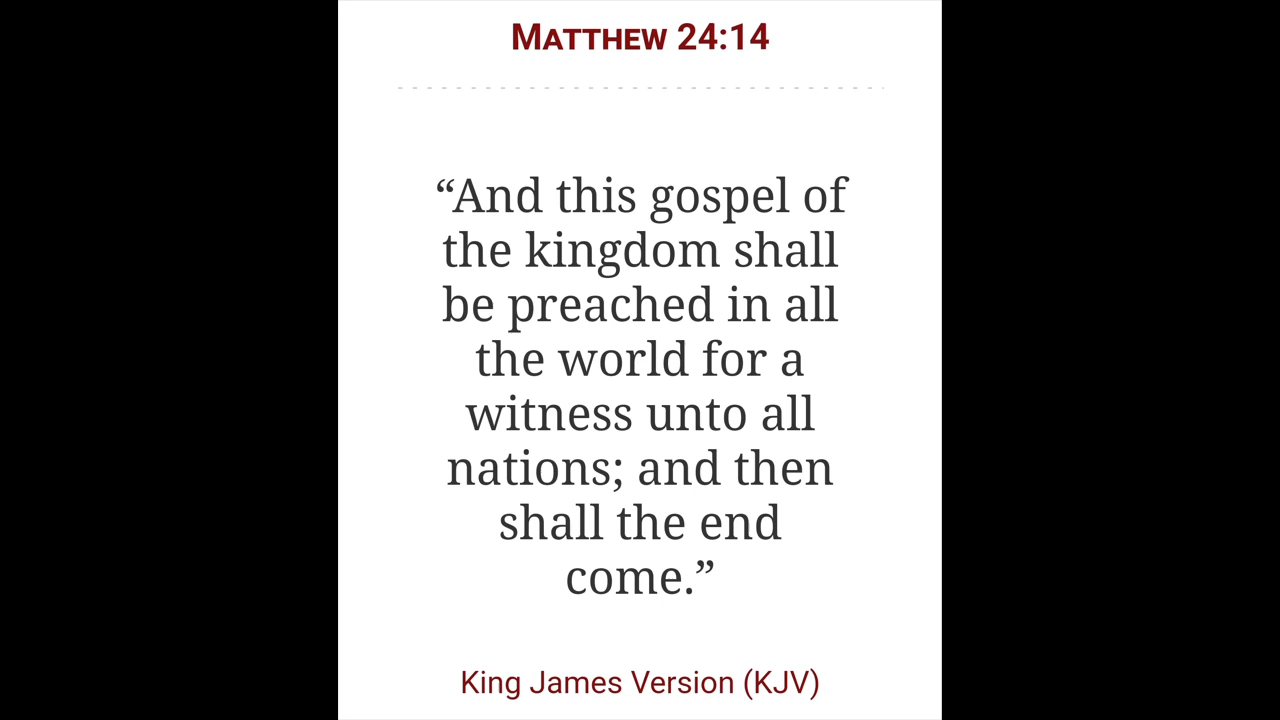 MATTHEW 24:14
“And this gospel of
the kingdom shall
be preached in all
the world for a
witness unto all
nations; and then
shall the end
come.”
King James Version (KJV)